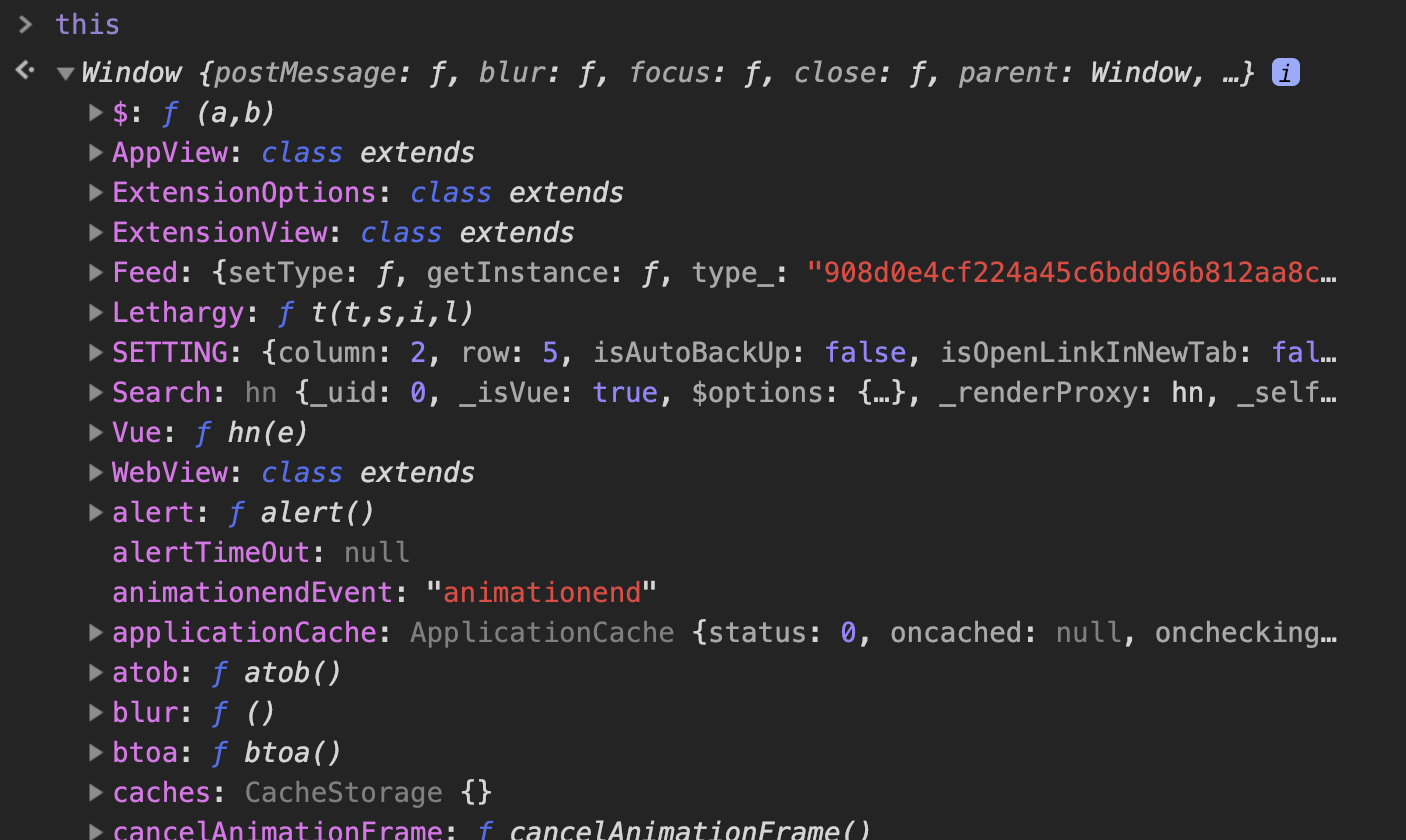 > this
Window {postMessage: ƒ, blur: ƒ, focus: ƒ, close: ƒ, parent: Window, …} i
$: ƒ (a,b)
AppView: class extends
ExtensionOptions: class extends
ExtensionView: class extends
Feed: {setType: ƒ, getInstance: ƒ, type_: "908d0e4cf224a45c6bdd96b812aa8c…
Lethargy: ƒ t(t,s,i,l)
SETTING: {column: 2, row: 5, isAutoBackUp: false, isOpenLinkInNewTab: fal…
Search: hn {_uid: 0, _isVue: true, $options: {…}, _renderProxy: hn, _self…
Vue: ƒ hn(e)
WebView: class extends
alert: ƒ alert()
alertTimeOut: null
animationendEvent: "animationend"
applicationCache: ApplicationCache {status: 0, oncached: null, onchecking…
atob: ƒ atob()
blur: ƒ ()
btoa: ƒ btoa()
caches: CacheStorage {}
cancelAnimationFrame: ƒ cancelAnimationFrame()